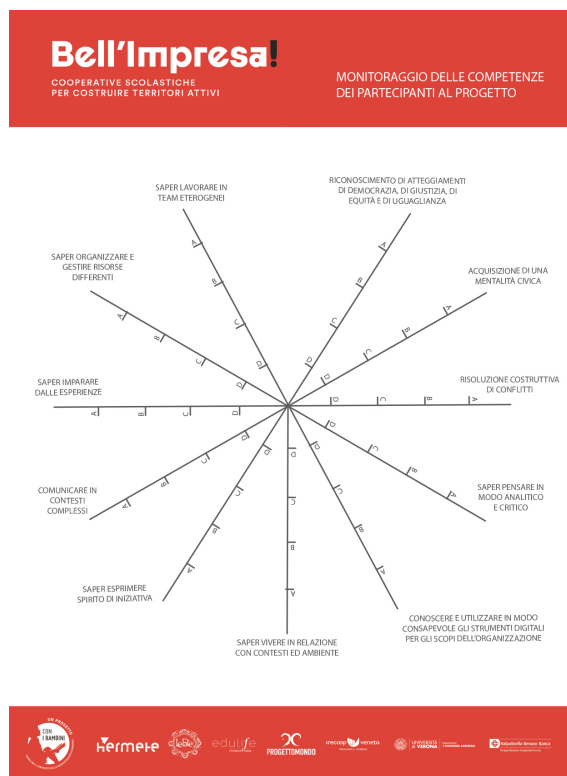 Bell'Impresa!
COOPERATIVE SCOLASTICHE
PER COSTRUIRE TERRITORI ATTIVI
MONITORAGGIO DELLE COMPETENZE
DEI PARTECIPANTI AL PROGETTO
RICONOSCIMENTO DI ATTEGGIAMENTI
DI DEMOCRAZIA, DI GIUSTIZIA, DI
EQUITÀ E DI UGUAGLIANZA
A
B
C
D
ACQUISIZIONE DI UNA
MENTALITÀ CIVICA
A
B
C
D
RISOLUZIONE COSTRUTTIVA
DI CONFLITTI
D
C
B
A
SAPER PENSARE IN
MODO ANALITICO
E CRITICO
D
C
B
A
CONOSCERE E UTILIZZARE IN MODO
CONSAPEVOLE GLI STRUMENTI DIGITALI
PER GLI SCOPI DELL'ORGANIZZAZIONE
D
C
B
A
SAPER VIVERE IN RELAZIONE
CON CONTESTI ED AMBIENTE
D
C
B
A
SAPER ESPRIMERE
SPIRITO DI INIZIATIVA
D
C
B
A
COMUNICARE IN
CONTESTI
COMPLESSI
D
C
B
A
SAPER IMPARARE
DALLE ESPERIENZE
A
B
C
D
SAPER ORGANIZZARE E
GESTIRE RISORSE
DIFFERENTI
A
B
C
D
SAPER LAVORARE IN
TEAM ETEROGENEI
A
B
C
D
UN PROGETTO
CON
I BAMBINI
hermete
edulife
PROGETTOMONDO
irecoop veneto
UNIVERSITÀ
di VERONA
Valpolicella Benaco Banca